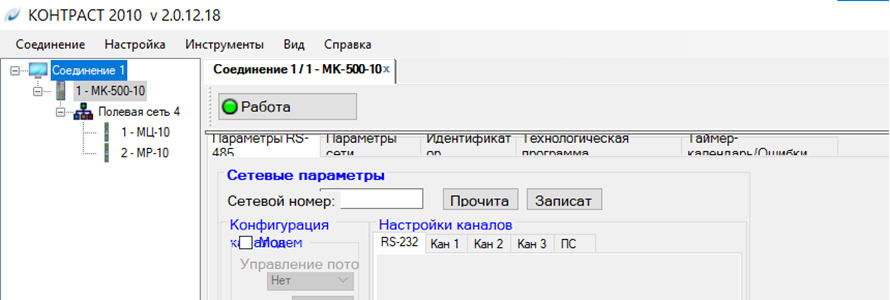 КОНТРАСТ 2010 v 2.0.12.18
Соединение Настройка Инструменты Вид Справка
Соединение 1
1 - МК-500-10
Полевая сеть 4
1 - МЦ-10
2 - МР-10
Соединение 1 / 1 - МК-500-10 x
Работа
Параметры RS-485
Параметры сети
Идентификат ор
Технологическая программа
Таймер-календарь/Ошибки
Сетевые параметры
Сетевой номер: Прочита Записат
Конфигурация каналов
Модем
Управление пото
Нет
Настройки каналов
RS-232 Кан 1 Кан 2 Кан 3 ПС